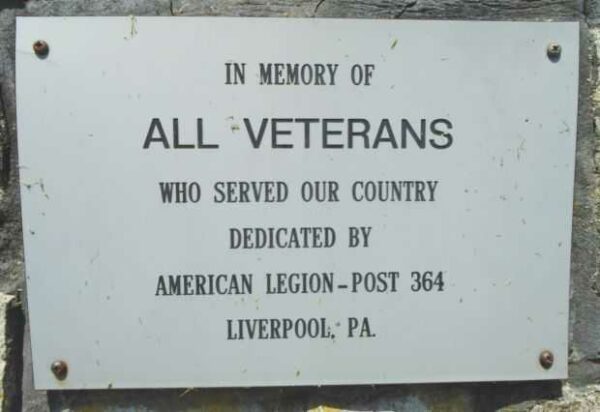 IN MEMORY OF
ALL VETERANS
WHO SERVED OUR COUNTRY
DEDICATED BY
AMERICAN LEGION-POST 364
LIVERPOOL, PA.